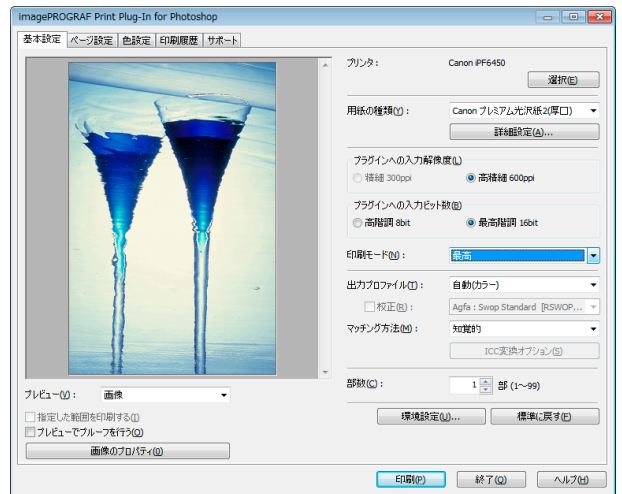 imagePROGRAF Print Plug-In for Photoshop
基本設定 ページ設定 色設定 印刷履歴 サポート
プリンタ： Canon iPF6450
選択(E)
用紙の種類(Y)： Canon プレミアム光沢紙2(厚口)
詳細設定(A)...
プラグインへの入力解像度(L)
精細 300ppi 高精細 600ppi
プラグインへの入力ビット数(B)
高階調 8bit 最高階調 16bit
印刷モード(N)： 最高
出力プロファイル(T)： 自動(カラー)
校正(R)： Agfa : Swop Standard [RSWOP...
マッチング方法(M)： 知覚的
ICC変換オプション(S)
部数(C)： 1 部 (1～99)
プレビュー(V)： 画像
指定した範囲を印刷する(I)
プレビューでプルーフを行う(O)
画像のプロパティ(0)
環境設定(U)... 標準に戻す(F)
印刷(P) 終了(Q) ヘルプ(H)